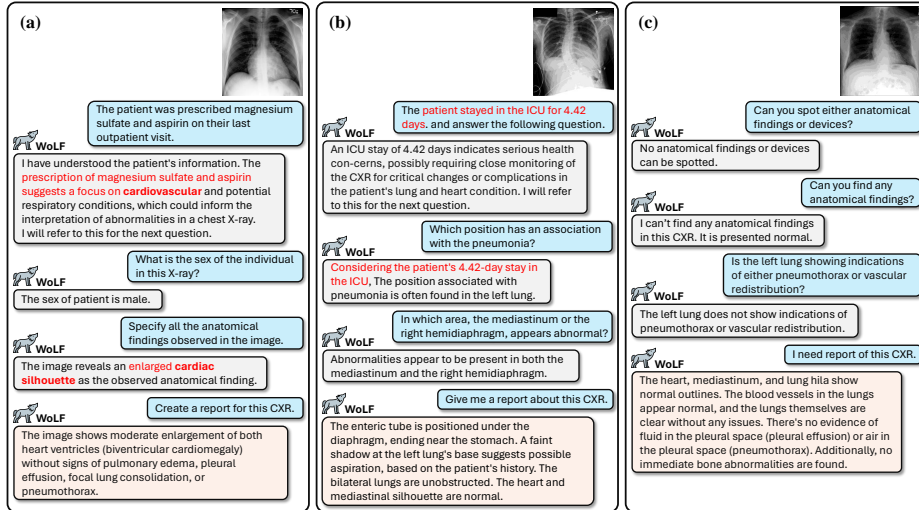 (a)
The patient was prescribed magnesium
sulfate and aspirin on their last
outpatient visit.
WoLF
I have understood the patient's information. The
prescription of magnesium sulfate and aspirin
suggests a focus on cardiovascular and potential
respiratory conditions, which could inform the
interpretation of abnormalities in a chest X-ray.
I will refer to this for the next question.
What is the sex of the individual
in this X-ray?
WoLF
The sex of patient is male.
Specify all the anatomical
findings observed in the image.
WoLF
The image reveals an enlarged cardiac
silhouette as the observed anatomical finding.
Create a report for this CXR.
WoLF
The image shows moderate enlargement of both
heart ventricles (biventricular cardiomegaly)
without signs of pulmonary edema, pleural
effusion, focal lung consolidation, or
pneumothorax.
(b)
The patient stayed in the ICU for 4.42
days. and answer the following question.
WoLF
An ICU stay of 4.42 days indicates serious
health con-cerns, possibly requiring close monitoring of
the CXR for critical changes or complications in
the patient's lung and heart condition. I will refer
to this for the next question.
Which position has an association
with the pneumonia?
WoLF
Considering the patient's 4.42-day stay in
the ICU, The position associated with
pneumonia is often found in the left lung.
In which area, the mediastinum or the
right hemidiaphragm, appears abnormal?
WoLF
Abnormalities appear to be present in both the
mediastinum and the right hemidiaphragm.
Give me a report about this CXR.
WoLF
The enteric tube is positioned under the
diaphragm, ending near the stomach. A faint
shadow at the left lung's base suggests possible
aspiration, based on the patient's history. The
bilateral lungs are unobstructed. The heart and
mediastinal silhouette are normal.
(c)
Can you spot either anatomical
findings or devices?
WoLF
No anatomical findings or devices
can be spotted.
Can you find any
anatomical findings?
WoLF
I can't find any anatomical findings
in this CXR. It is presented normal.
Is the left lung showing indications
of either pneumothorax or vascular
redistribution?
WoLF
The left lung does not show indications of
pneumothorax or vascular redistribution.
I need report of this CXR.
WoLF
The heart, mediastinum, and lung hila show
normal outlines. The blood vessels in the lungs
appear normal, and the lungs themselves are
clear without any issues. There's no evidence of
fluid in the pleural space (pleural effusion) or air in
the pleural space (pneumothorax). Additionally, no
immediate bone abnormalities are found.